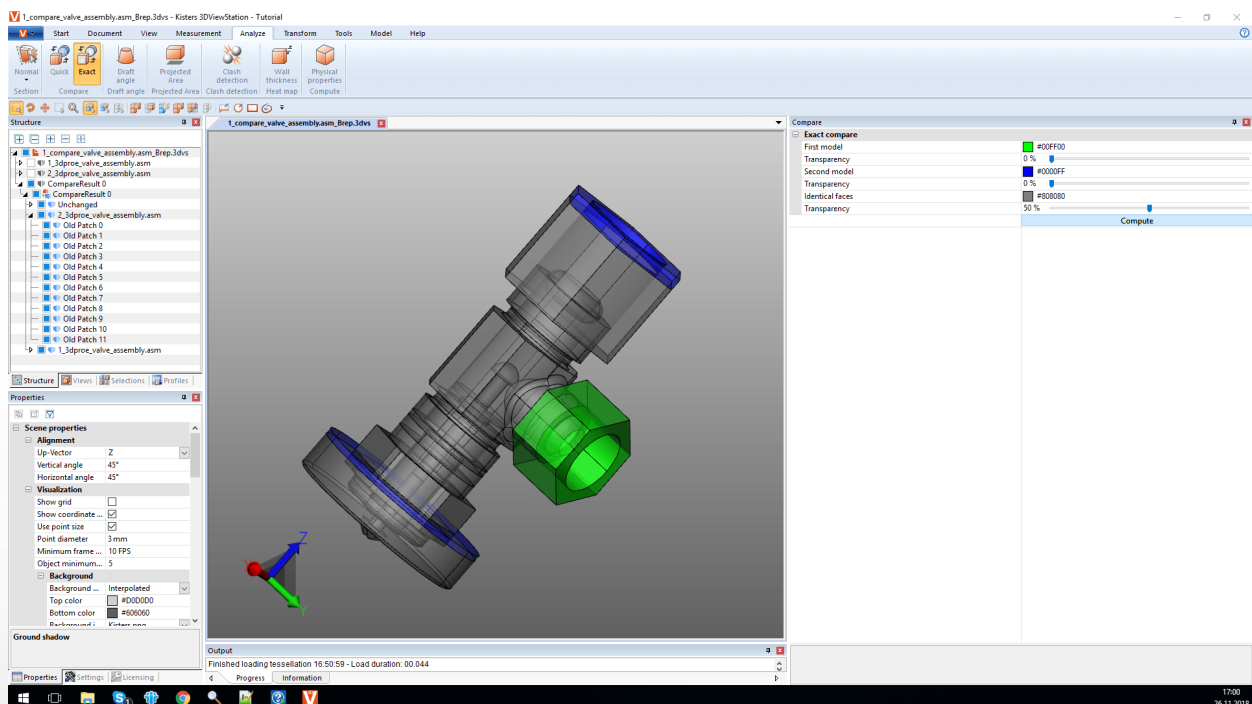 1_compare_valve_assembly.asm_Brep.3dvs - Kisters 3DViewStation - Tutorial
Start Document View Measurement Analyze Transform Tools Model Help
Normal Quick Exact Draft angle Projected Area Clash detection Wall thickness Physical properties
Section Compare Draft angle Projected Area Clash detection Heat map Compute
Structure
1_compare_valve_assembly.asm_Brep.3dvs
1_3dproe_valve_assembly.asm
2_3dproe_valve_assembly.asm
CompareResult 0
CompareResult 0
Unchanged
2_3dproe_valve_assembly.asm
Old Patch 0
Old Patch 1
Old Patch 2
Old Patch 3
Old Patch 4
Old Patch 5
Old Patch 6
Old Patch 7
Old Patch 8
Old Patch 9
Old Patch 10
Old Patch 11
1_3dproe_valve_assembly.asm
Structure Views Selections Profiles
Properties
Scene properties
Alignment
Up-Vector Z
Vertical angle 45°
Horizontal angle 45°
Visualization
Show grid
Show coordinate ...
Use point size
Point diameter 3 mm
Minimum frame ... 10 FPS
Object minimum... 5
Background
Background ... Interpolated
Top color #D0D0D0
Bottom color #606060
Background i Kisters.png
Ground shadow
Properties Settings Licensing
1_compare_valve_assembly.asm_Brep.3dvs
Z
Y
Output
Finished loading tessellation 16:50:59 - Load duration: 00.044
Progress Information
Compare
Exact compare
First model #00FF00
Transparency 0 %
Second model #0000FF
Transparency 0 %
Identical faces #808080
Transparency 50 %
Compute
17:00
26.11.2018